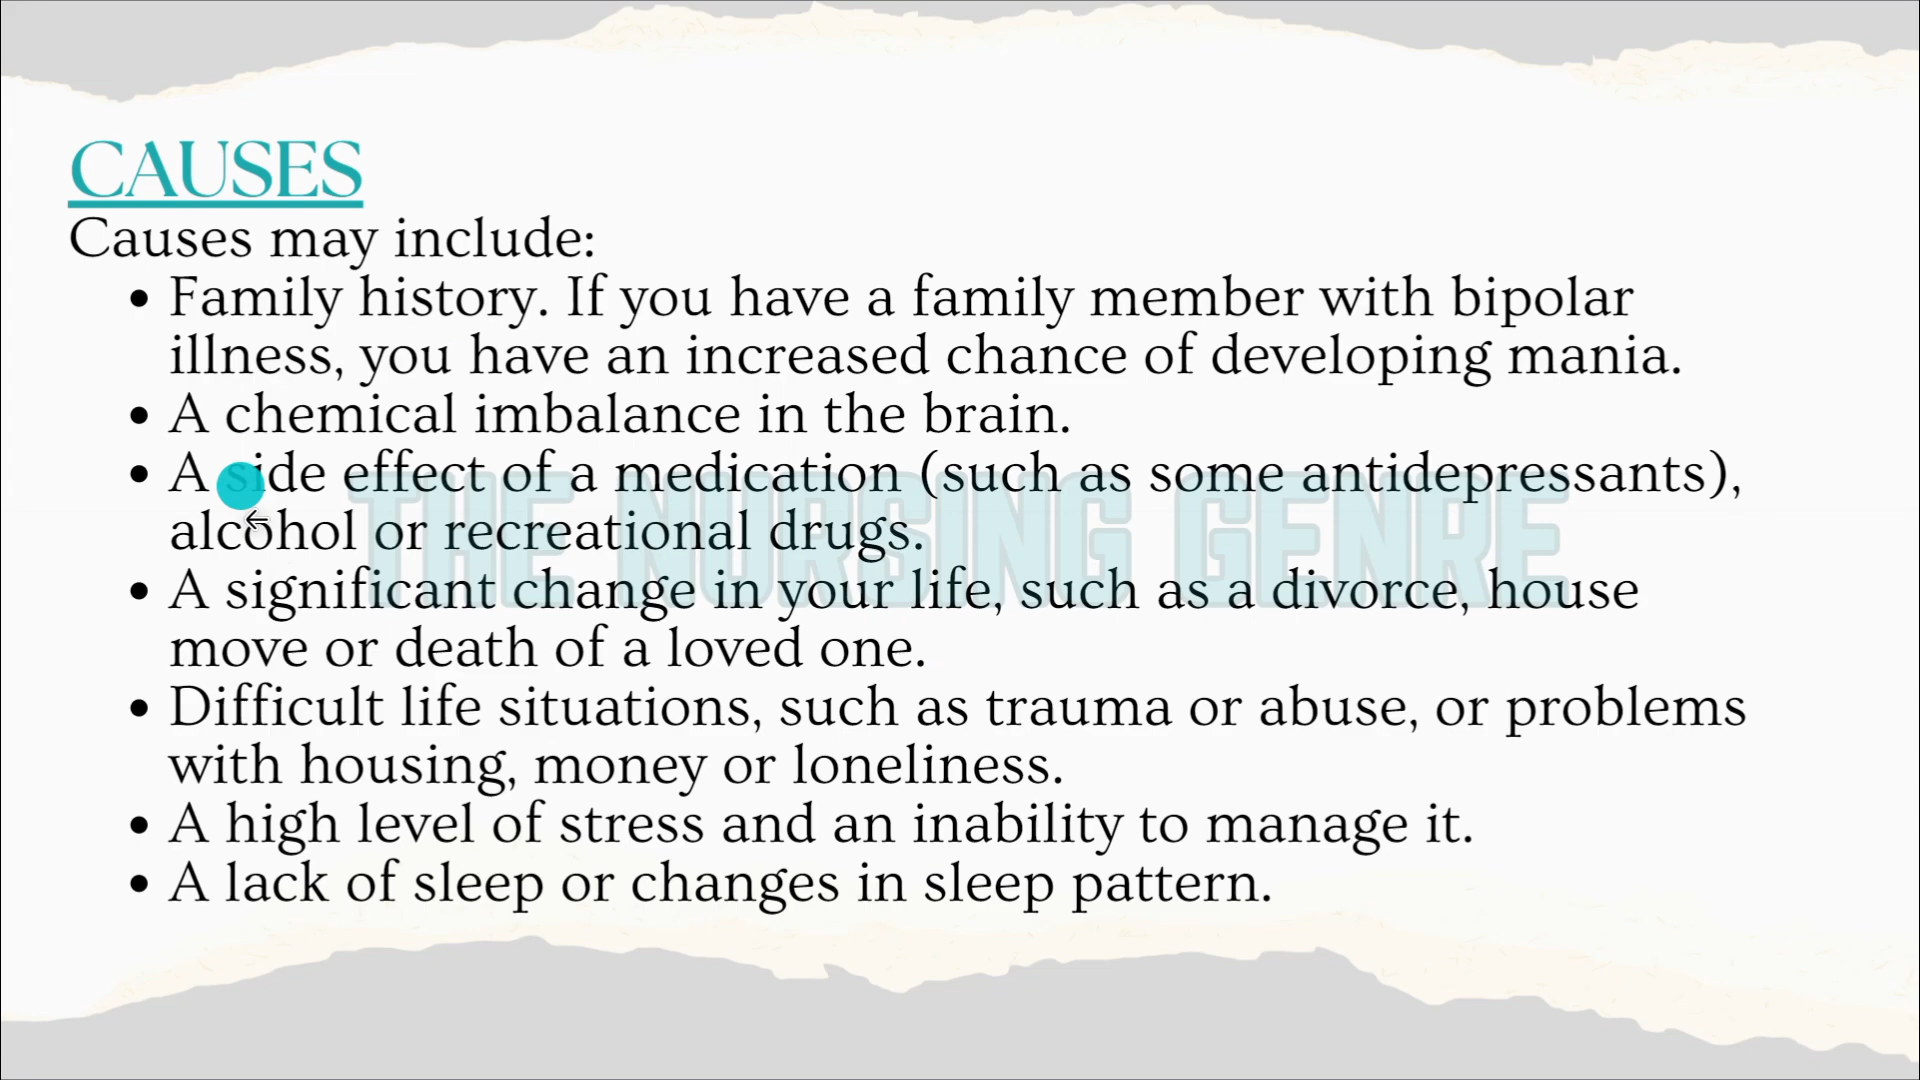 CAUSES
Causes may include:
• Family history. If you have a family member with bipolar
illness, you have an increased chance of developing mania.
• A chemical imbalance in the brain.
• A side effect of a medication (such as some antidepressants),
alcohol or recreational drugs.
• A significant change in your life, such as a divorce, house
move or death of a loved one.
• Difficult life situations, such as trauma or abuse, or problems
with housing, money or loneliness.
• A high level of stress and an inability to manage it.
• A lack of sleep or changes in sleep pattern.
THE NURSING GENRE